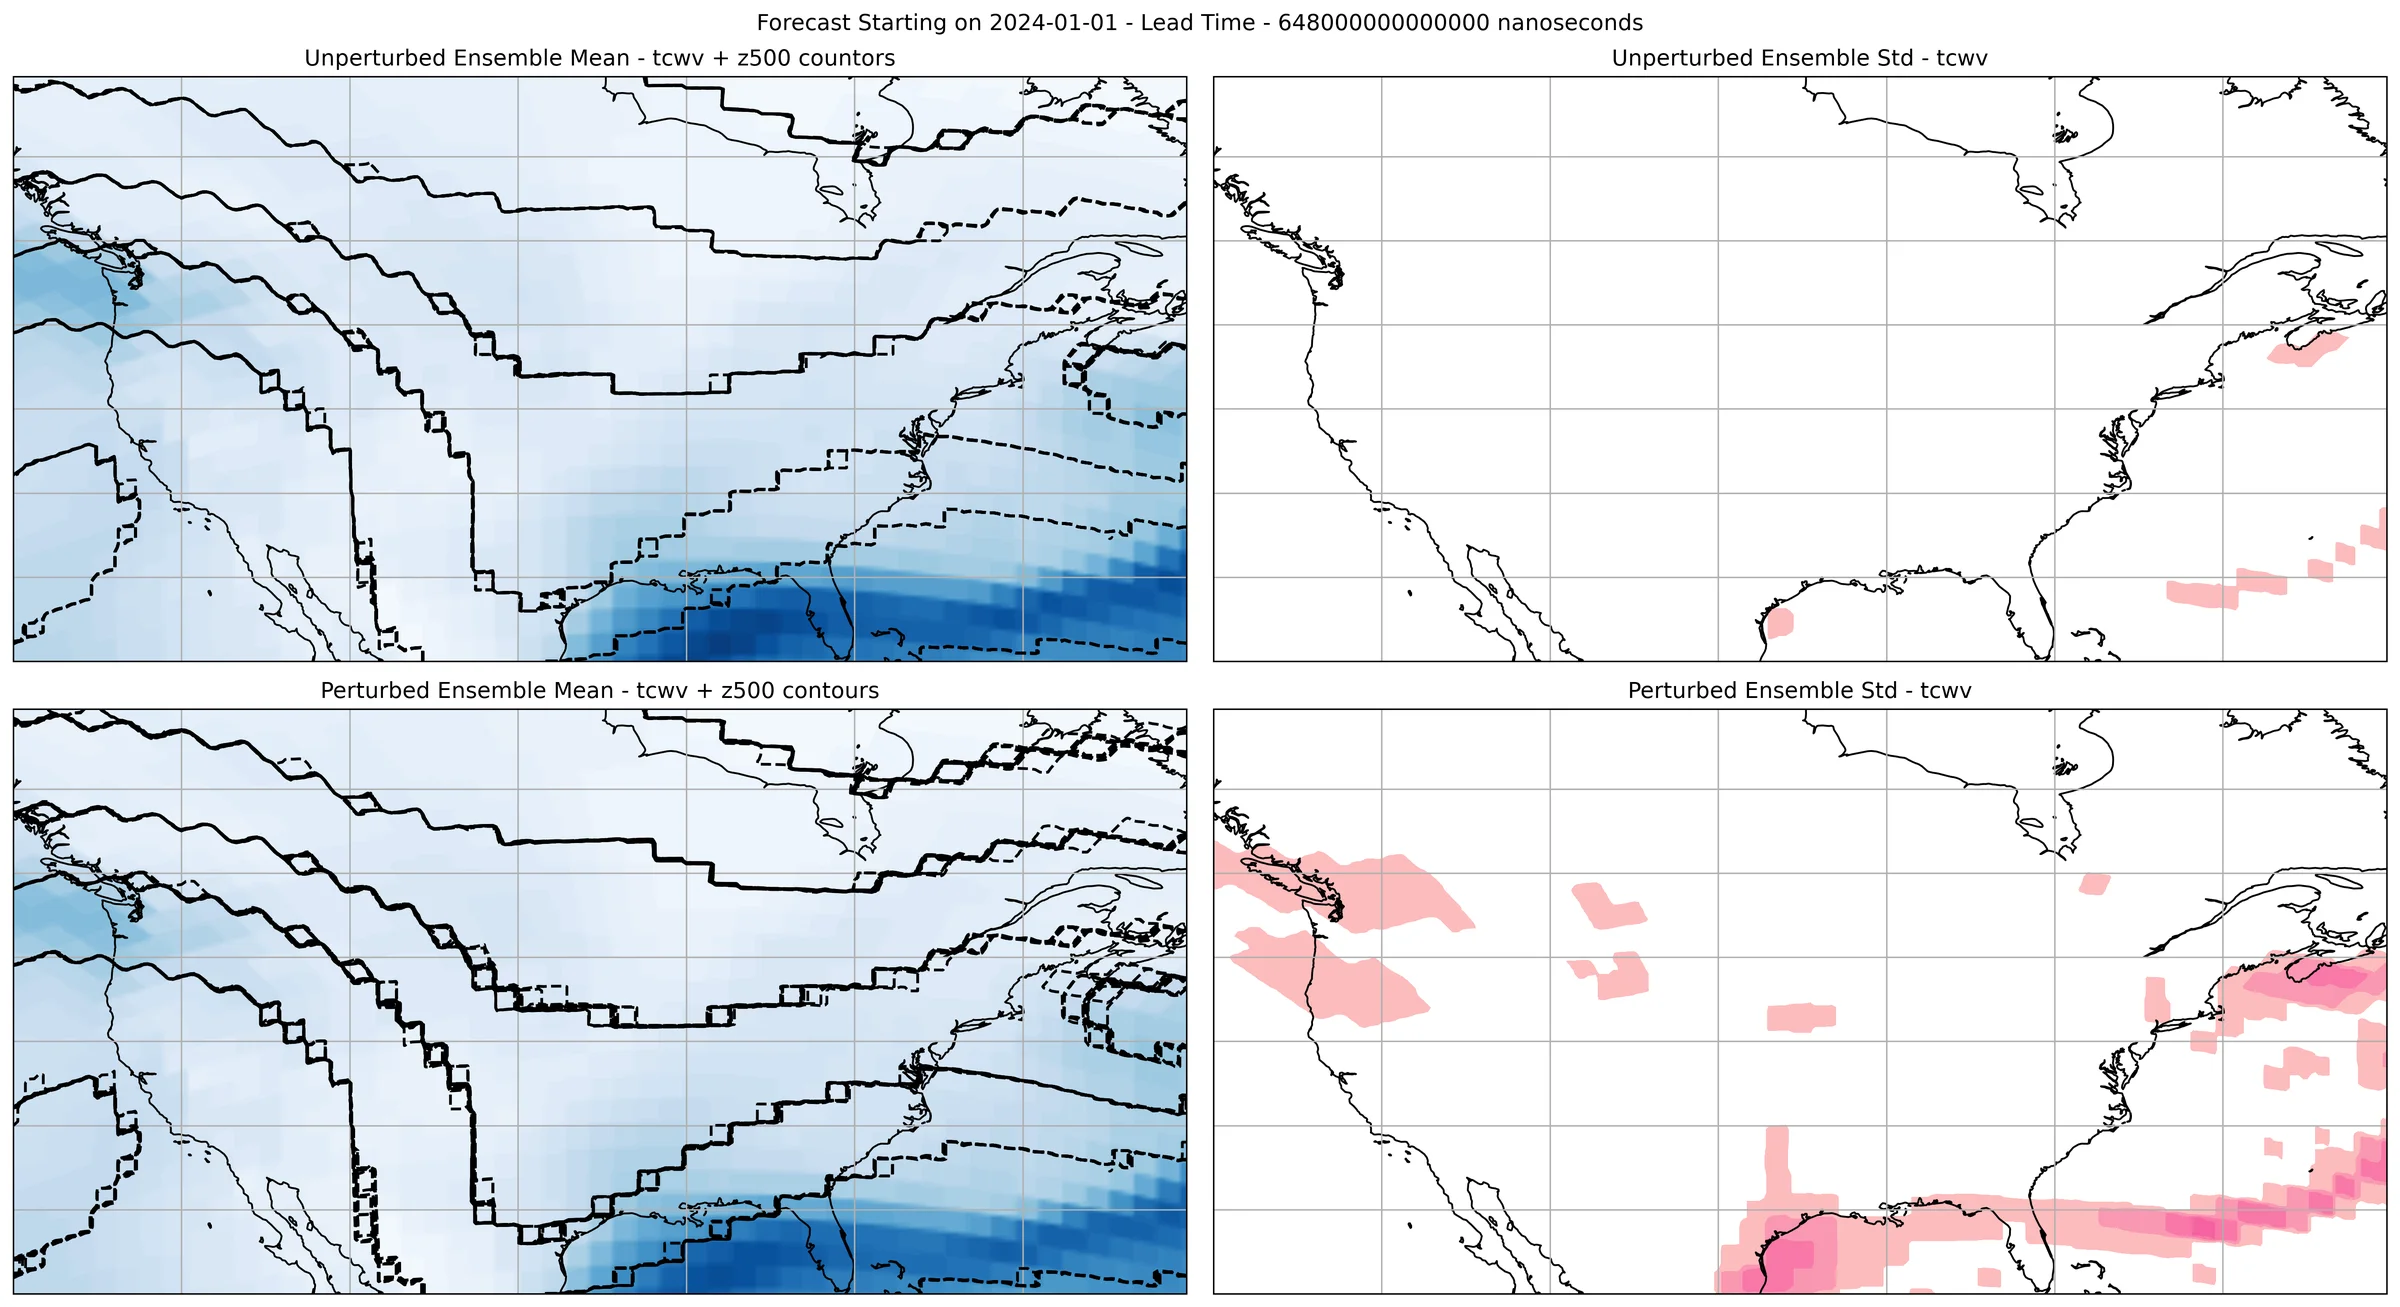 Forecast Starting on 2024-01-01 - Lead Time - 648000000000000 nanoseconds
Unperturbed Ensemble Mean - tcwv + z500 countors
Unperturbed Ensemble Std - tcwv
Perturbed Ensemble Mean - tcwv + z500 contours
Perturbed Ensemble Std - tcwv